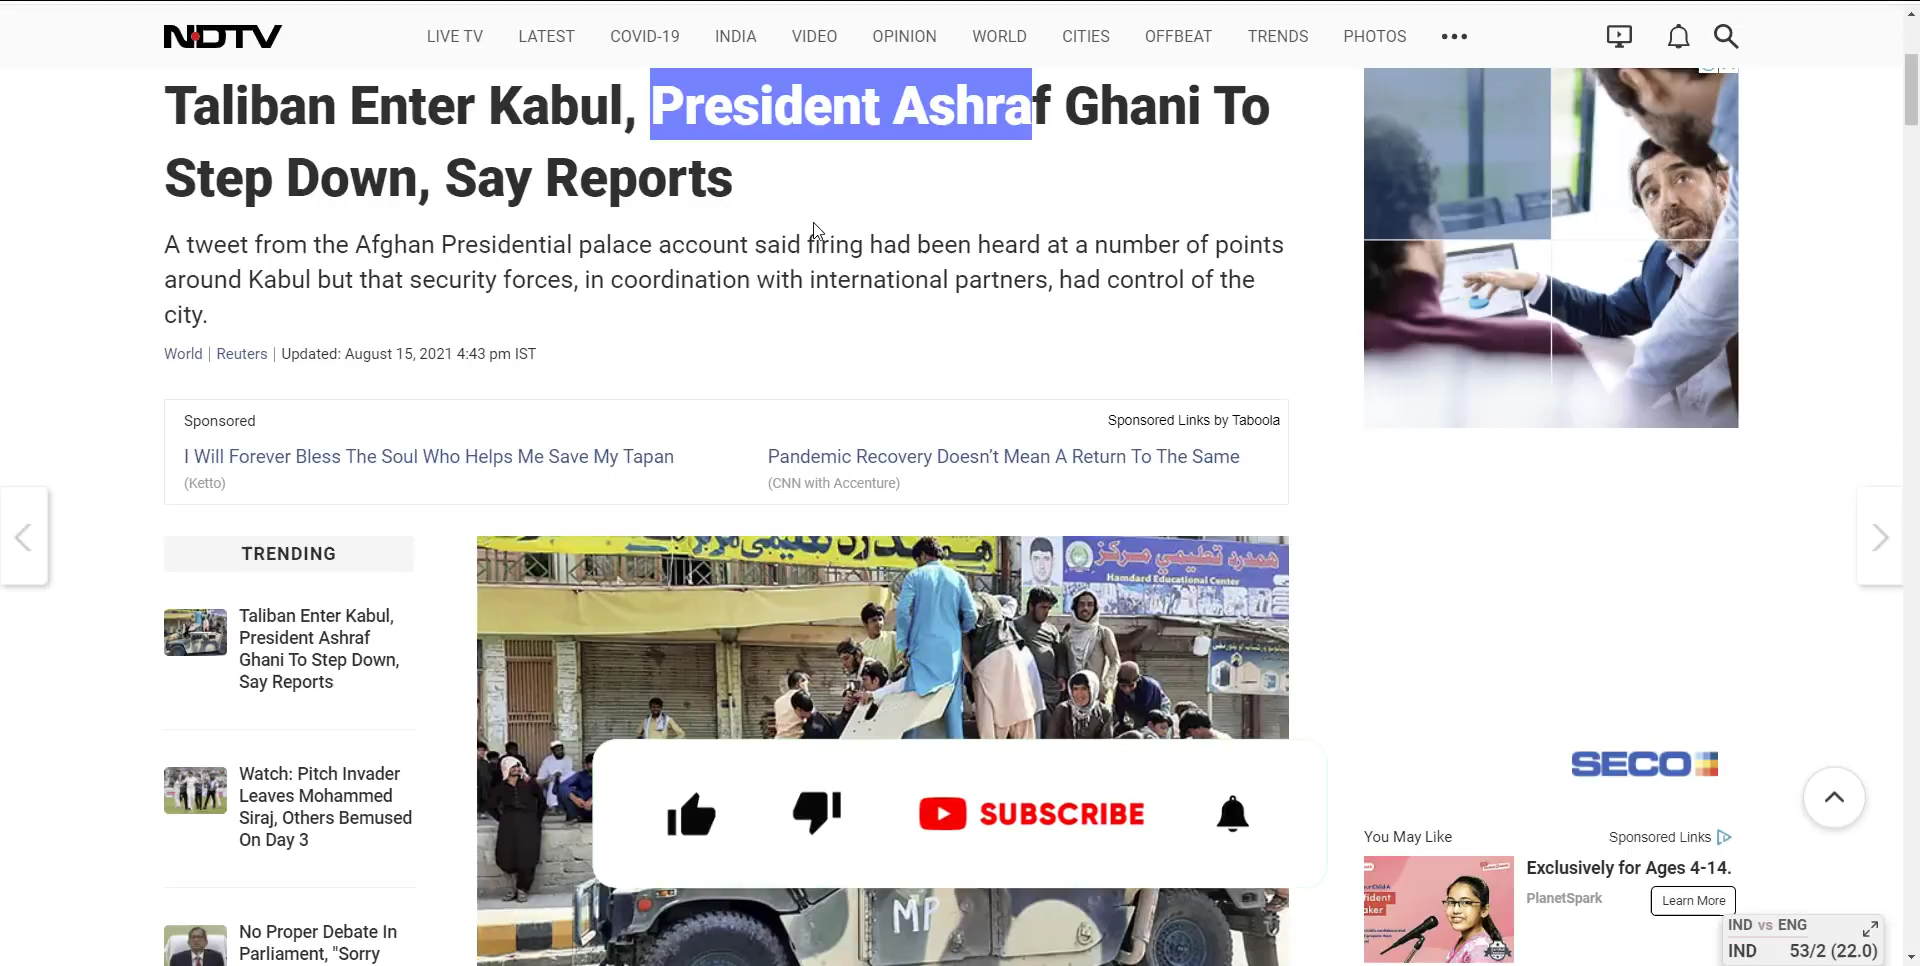 NDTV
LIVE TV LATEST COVID-19 INDIA VIDEO OPINION WORLD CITIES OFFBEAT TRENDS PHOTOS
Taliban Enter Kabul, President Ashraf Ghani To
Step Down, Say Reports
A tweet from the Afghan Presidential palace account said firing had been heard at a number of points
around Kabul but that security forces, in coordination with international partners, had control of the
city.
World | Reuters | Updated: August 15, 2021 4:43 pm IST
Sponsored
Sponsored Links by Taboola
I Will Forever Bless The Soul Who Helps Me Save My Tapan
(Ketto)
Pandemic Recovery Doesn't Mean A Return To The Same
(CNN with Accenture)
TRENDING
Taliban Enter Kabul,
President Ashraf
Ghani To Step Down,
Say Reports
Watch: Pitch Invader
Leaves Mohammed
Siraj, Others Bemused
On Day 3
No Proper Debate In
Parliament, "Sorry
همدرد تعلیمي مرکز
Hamdard Educational Center
SUBSCRIBE
MP
SECO
You May Like
Sponsored Links
Exclusively for Ages 4-14.
PlanetSpark
Learn More
IND vs ENG
IND 53/2 (22.0)